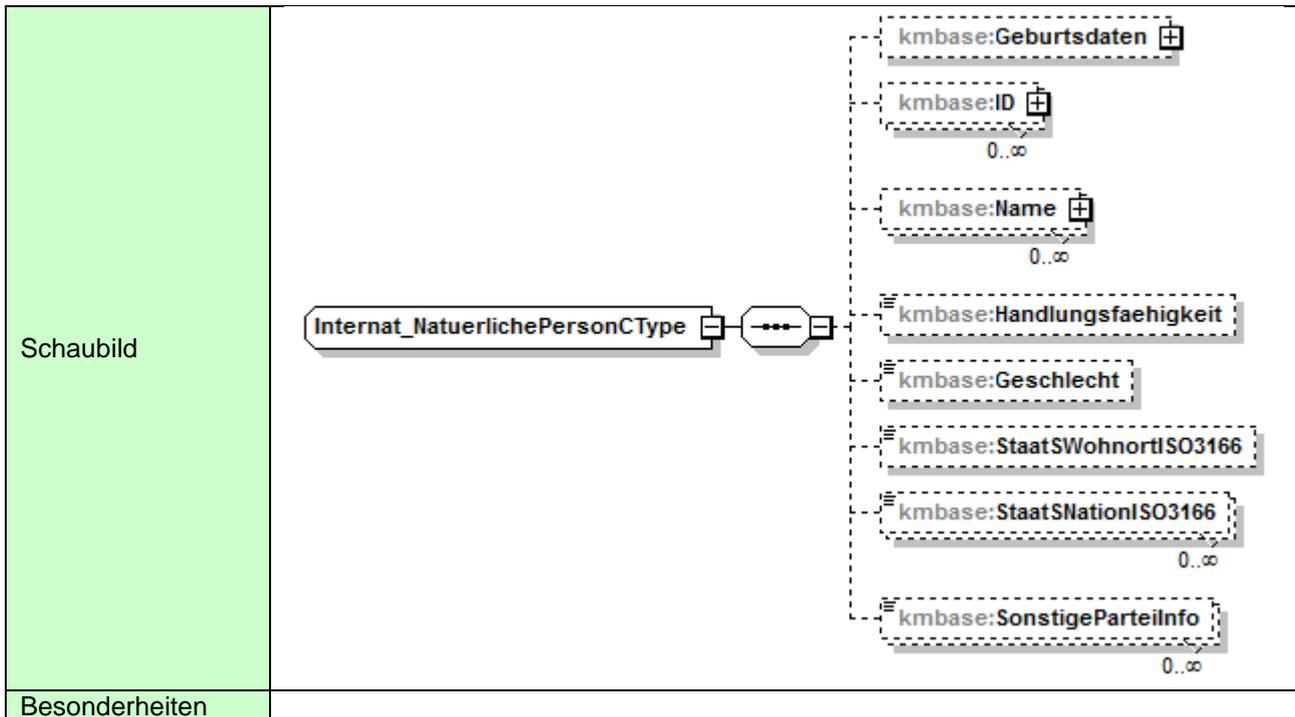 Schaubild
Internat_NatuerlichePersonCType
kmbase:Geburtsdaten
kmbase:ID
0..∞
kmbase:Name
0..∞
kmbase:Handlungsfaehigkeit
kmbase:Geschlecht
kmbase:StaatSWohnortISO3166
kmbase:StaatSNationISO3166
0..∞
kmbase:SonstigeParteiInfo
0..∞
Besonderheiten